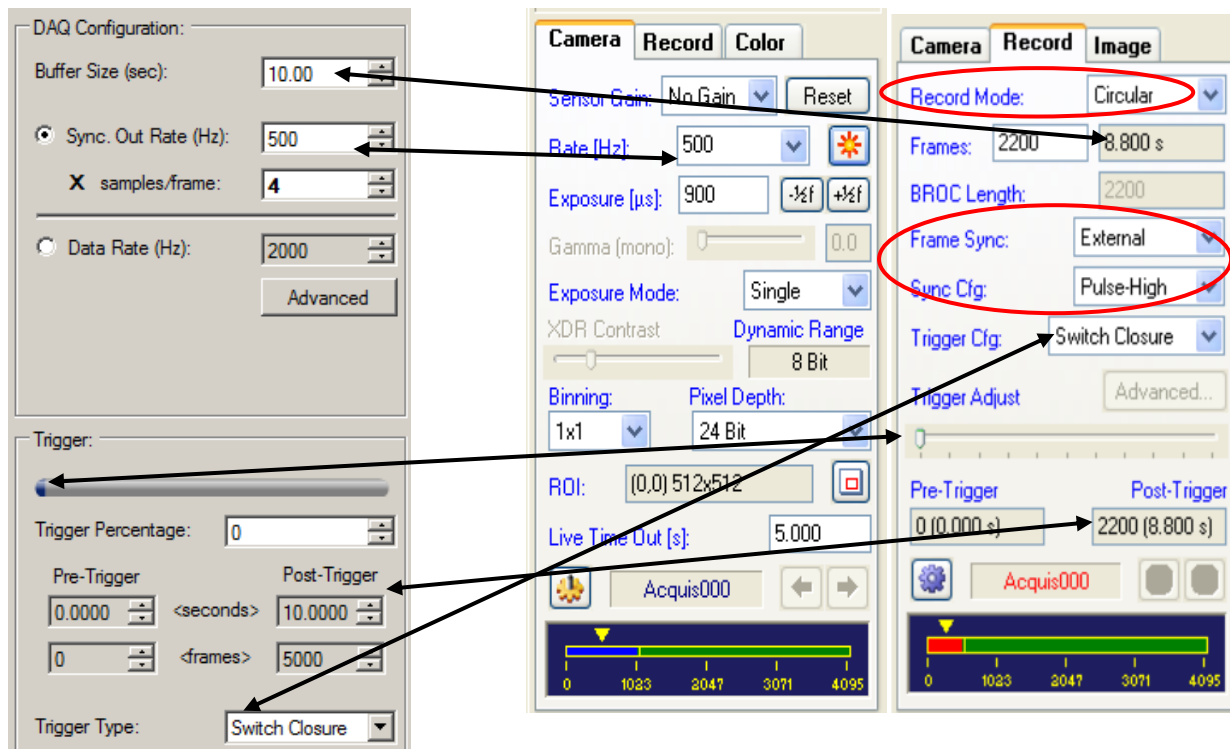 DAQ Configuration:
Buffer Size (sec): 10.00
Sync. Out Rate (Hz): 500
X samples/frame: 4
Data Rate (Hz): 2000
Advanced
Trigger:
Trigger Percentage: 0
Pre-Trigger Post-Trigger
0.0000 <seconds> 10.0000
0 <frames> 5000
Trigger Type: Switch Closure
Camera Record Color
Sensor Gain: No Gain Reset
Rate [Hz]: 500
Exposure [µs]: 900 -½f +½f
Gamma (mono): 0.0
Exposure Mode: Single
XDR Contrast Dynamic Range
8 Bit
Binning: Pixel Depth:
1x1 24 Bit
ROI: (0,0) 512x512
Live Time Out [s]: 5.000
Acquis000
0 1023 2047 3071 4095
Camera Record Image
Record Mode: Circular
Frames: 2200 8.800 s
BROC Length: 2200
Frame Sync: External
Sync Cfg: Pulse-High
Trigger Cfg: Switch Closure
Trigger Adjust Advanced...
Pre-Trigger Post-Trigger
0 (0.000 s) 2200 (8.800 s)
Acquis000
0 1023 2047 3071 4095